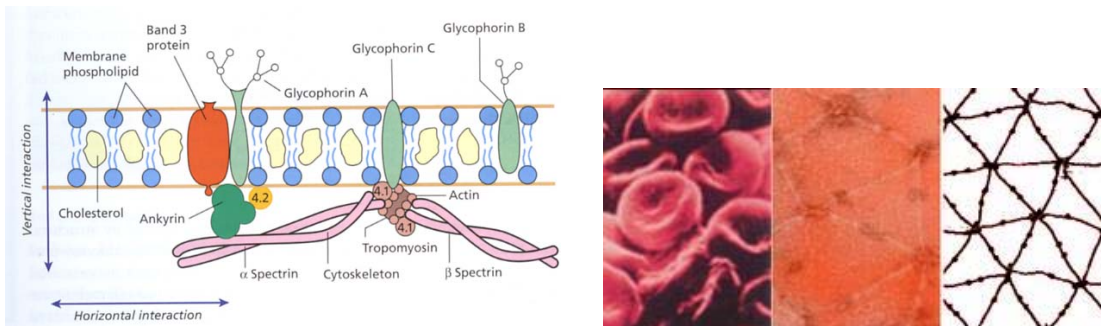 Band 3
protein
Membrane
phospholipid
Glycophorin A
Glycophorin C
Glycophorin B
Vertical interaction
Cholesterol
Ankyrin
4.2
4.1
Actin
4.1
Tropomyosin
α Spectrin
Cytoskeleton
β Spectrin
Horizontal interaction